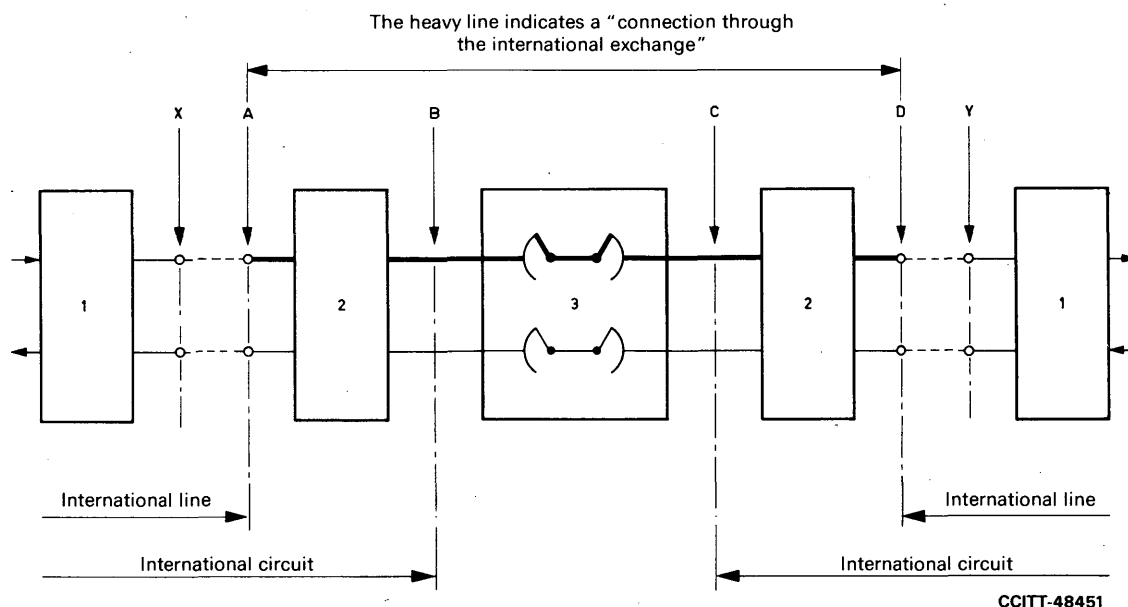 The heavy line indicates a “connection through
the international exchange”
X
A
B
C
D
Y
1
2
3
2
1
International line
International line
International circuit
International circuit
CCITT-48451